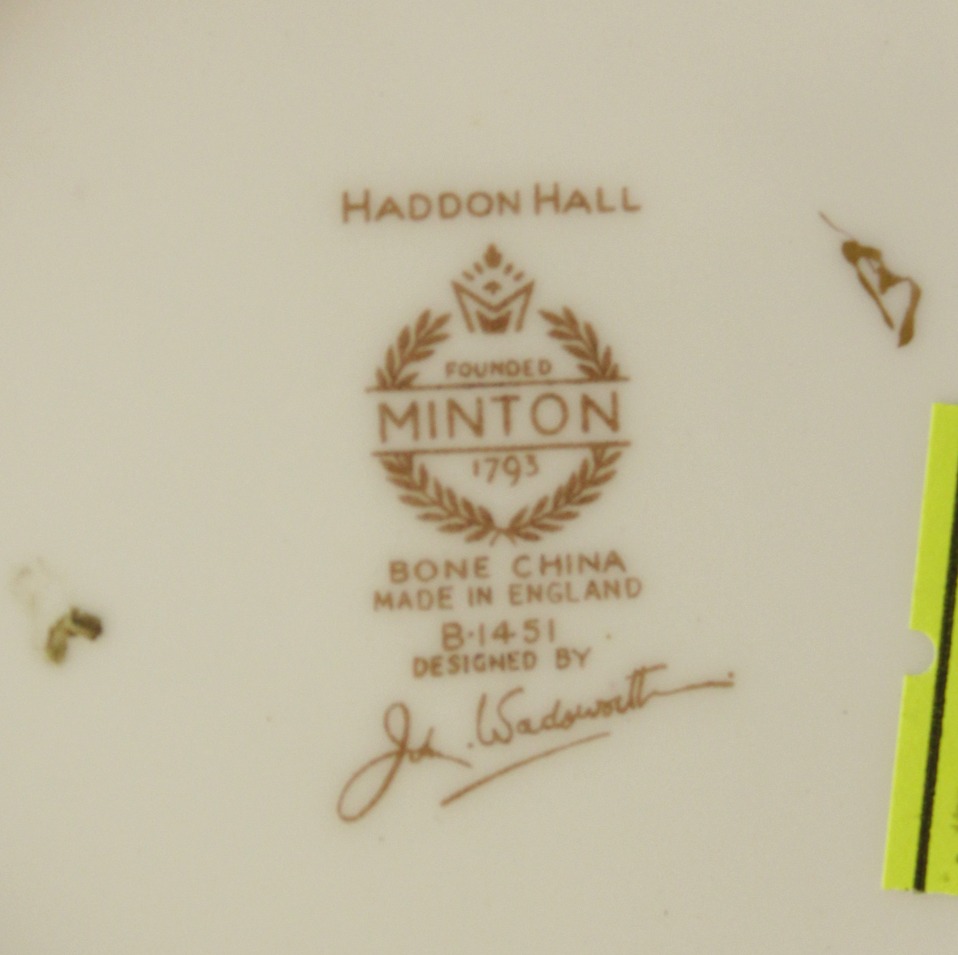 HADDON HALL
FOUNDED
MINTON
1793
BONE CHINA
MADE IN ENGLAND
B·1451
DESIGNED BY
John Wadsworth